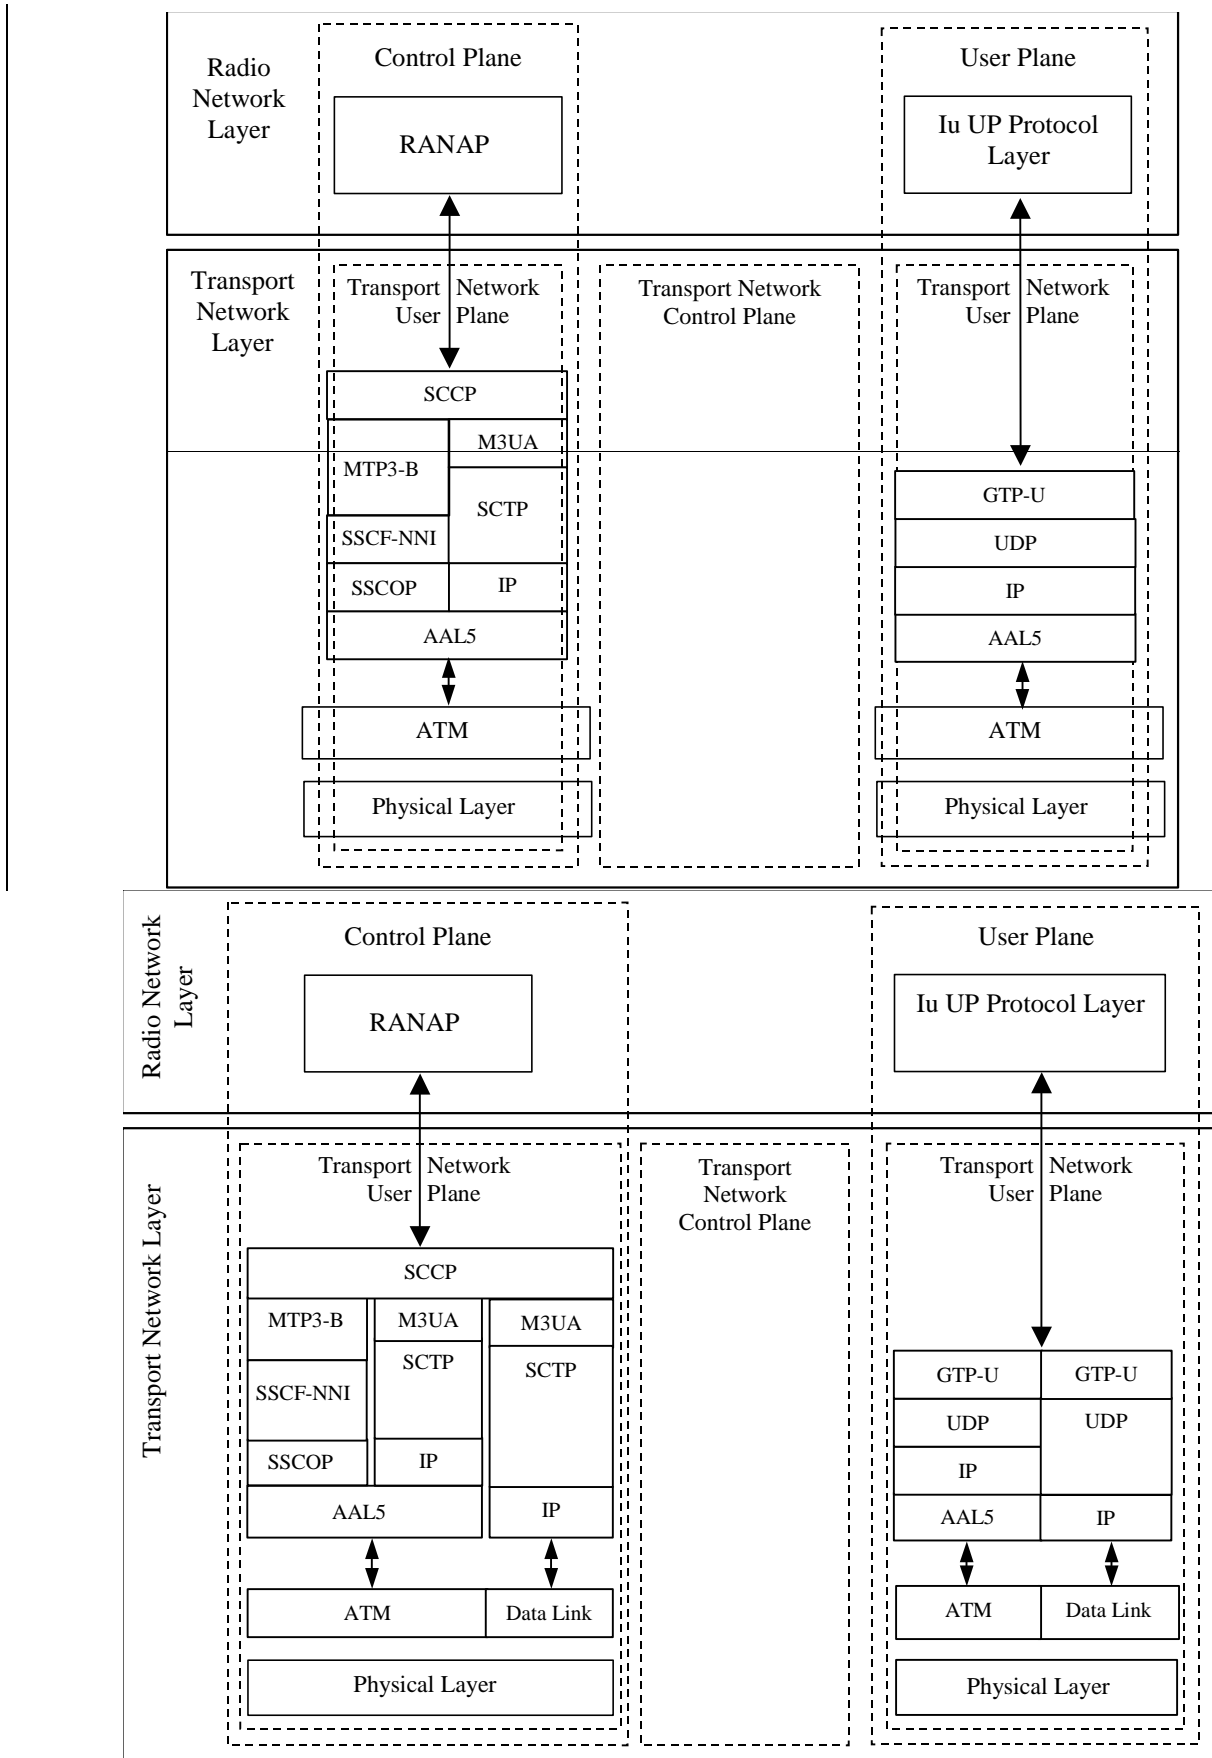 Radio
Network
Layer
Control Plane
User Plane
RANAP
Iu UP Protocol
Layer
Transport
Network
Layer
Transport Network
User Plane
Transport Network
Control Plane
Transport Network
User Plane
SCCP
M3UA
MTP3-B
SCTP
SSCF-NNI
SSCOP
IP
AAL5
ATM
Physical Layer
GTP-U
UDP
IP
AAL5
ATM
Physical Layer
Radio Network
Layer
Control Plane
User Plane
RANAP
Iu UP Protocol Layer
Transport Network Layer
Transport Network
User Plane
Transport
Network
Control Plane
Transport Network
User Plane
SCCP
MTP3-B
M3UA
M3UA
SCTP
SCTP
SSCF-NNI
SSCOP
IP
AAL5
IP
ATM
Data Link
Physical Layer
GTP-U
GTP-U
UDP
UDP
IP
AAL5
IP
ATM
Data Link
Physical Layer